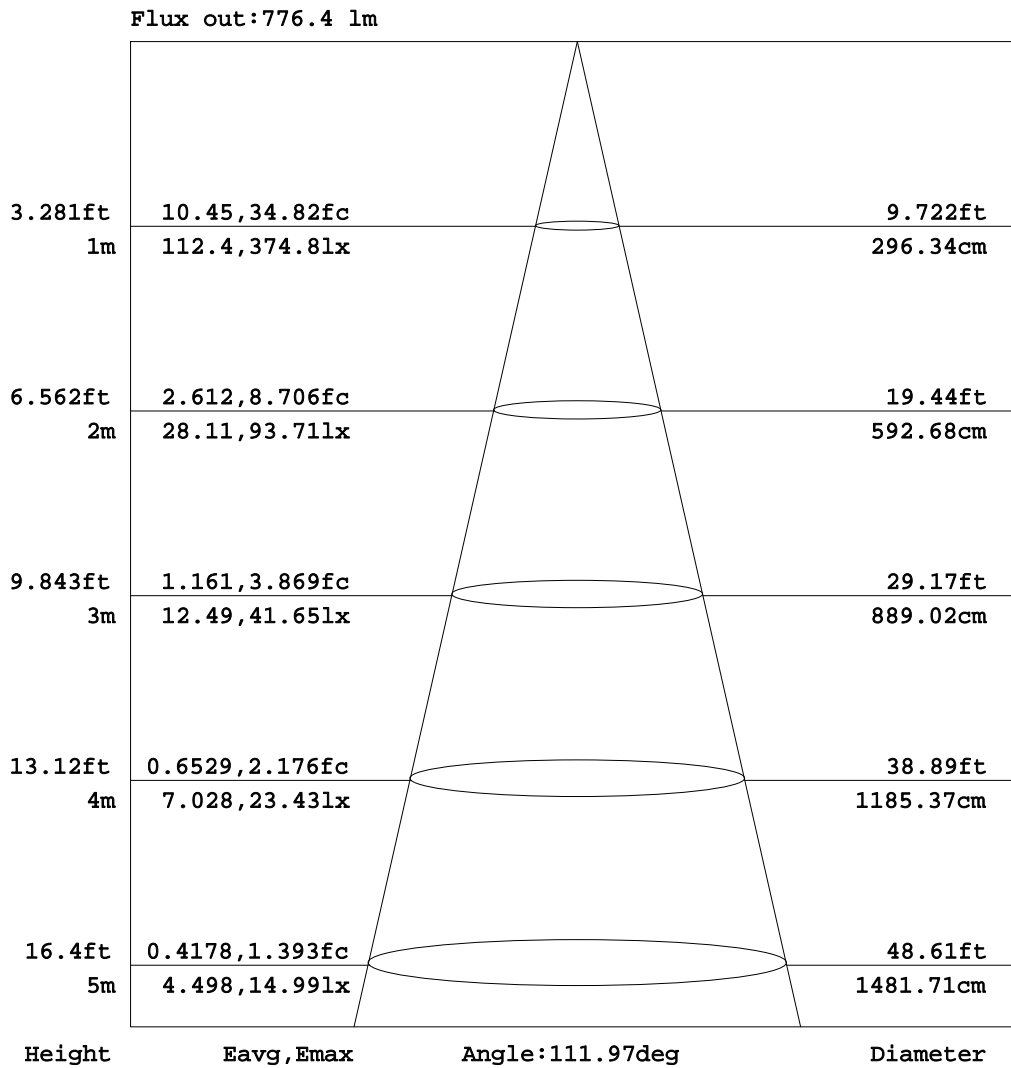 Flux out:776.4 lm
3.281ft 10.45,34.82fc 9.722ft
1m 112.4,374.8lx 296.34cm
6.562ft 2.612,8.706fc 19.44ft
2m 28.11,93.71lx 592.68cm
9.843ft 1.161,3.869fc 29.17ft
3m 12.49,41.65lx 889.02cm
13.12ft 0.6529,2.176fc 38.89ft
4m 7.028,23.43lx 1185.37cm
16.4ft 0.4178,1.393fc 48.61ft
5m 4.498,14.99lx 1481.71cm
Height Eavg,Emax Angle:111.97deg Diameter